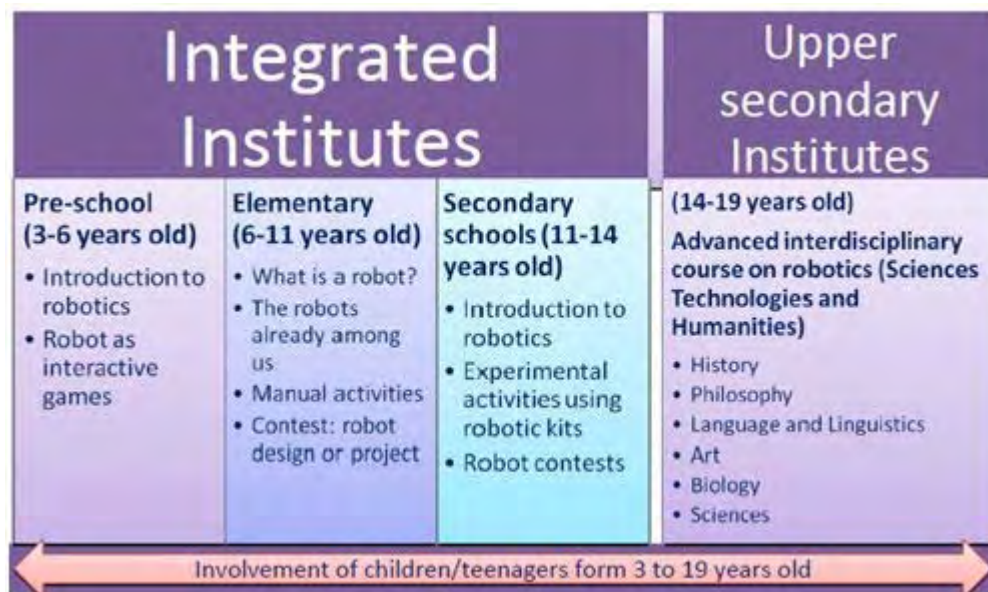 Integrated
Institutes
Upper
secondary
Institutes
Pre-school
(3-6 years old)
• Introduction to
robotics
• Robot as
interactive
games
Elementary
(6-11 years old)
• What is a robot?
• The robots
already among
us
• Manual activities
• Contest: robot
design or project
Secondary
schools (11-14
years old)
• Introduction to
robotics
• Experimental
activities using
robotic kits
• Robot contests
(14-19 years old)
Advanced interdisciplinary
course on robotics (Sciences
Technologies and
Humanities)
• History
• Philosophy
• Language and Linguistics
• Art
• Biology
• Sciences
Involvement of children/teenagers form 3 to 19 years old